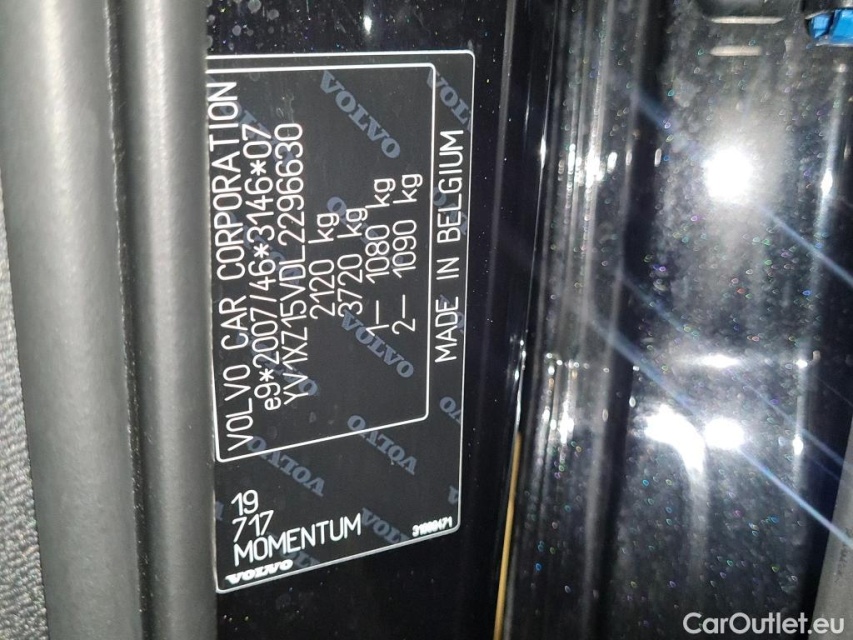 VOLVO CAR CORPORATION
e9*2007/46*3146*07
YV1XZ15VDL2296630
2120 kg
3720 kg
1— 1080 kg
2— 1090 kg
MADE IN BELGIUM
19
717
MOMENTUM
VOLVO
CarOutlet.eu